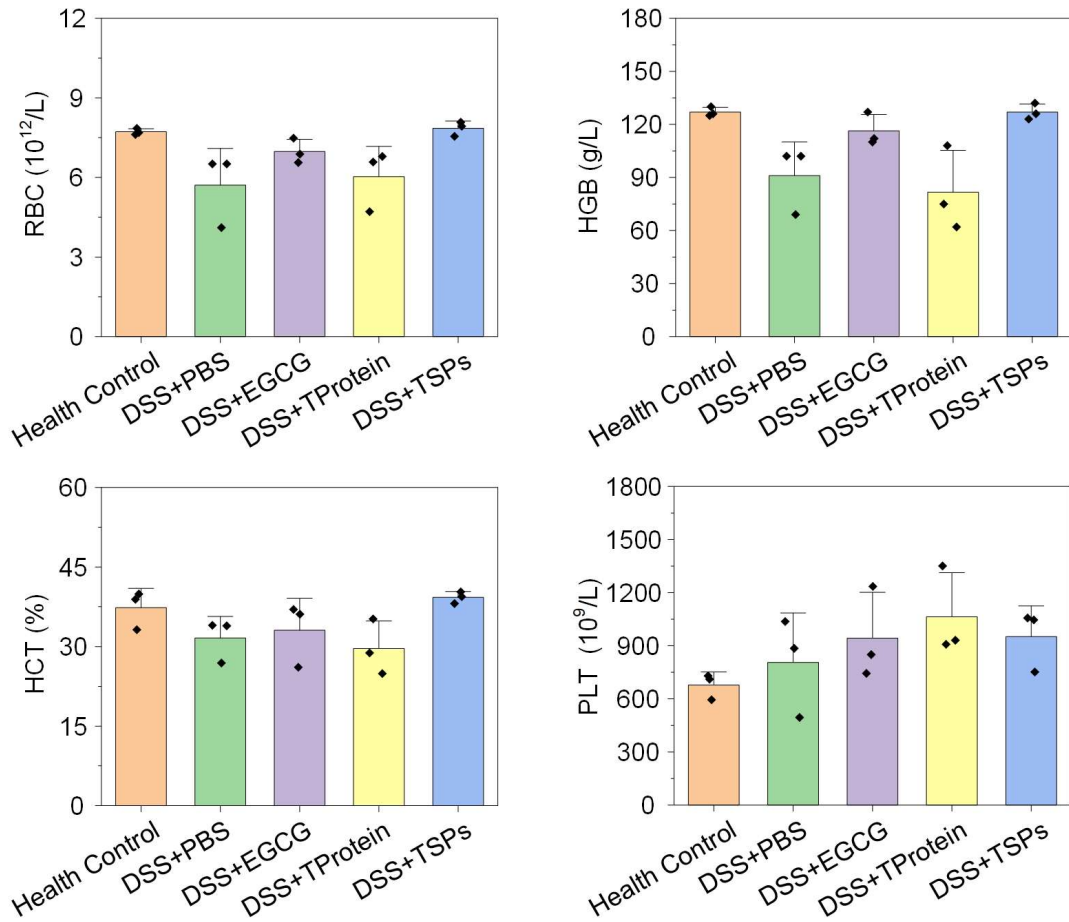 RBC (10¹²/L)
12
9
6
3
0
Health Control
DSS+PBS
DSS+EGCG
DSS+TProtein
DSS+TSPs
HGB (g/L)
180
150
120
90
60
30
0
Health Control
DSS+PBS
DSS+EGCG
DSS+TProtein
DSS+TSPs
HCT (%)
60
45
30
15
0
Health Control
DSS+PBS
DSS+EGCG
DSS+TProtein
DSS+TSPs
PLT (10⁹/L)
1800
1500
1200
900
600
300
0
Health Control
DSS+PBS
DSS+EGCG
DSS+TProtein
DSS+TSPs